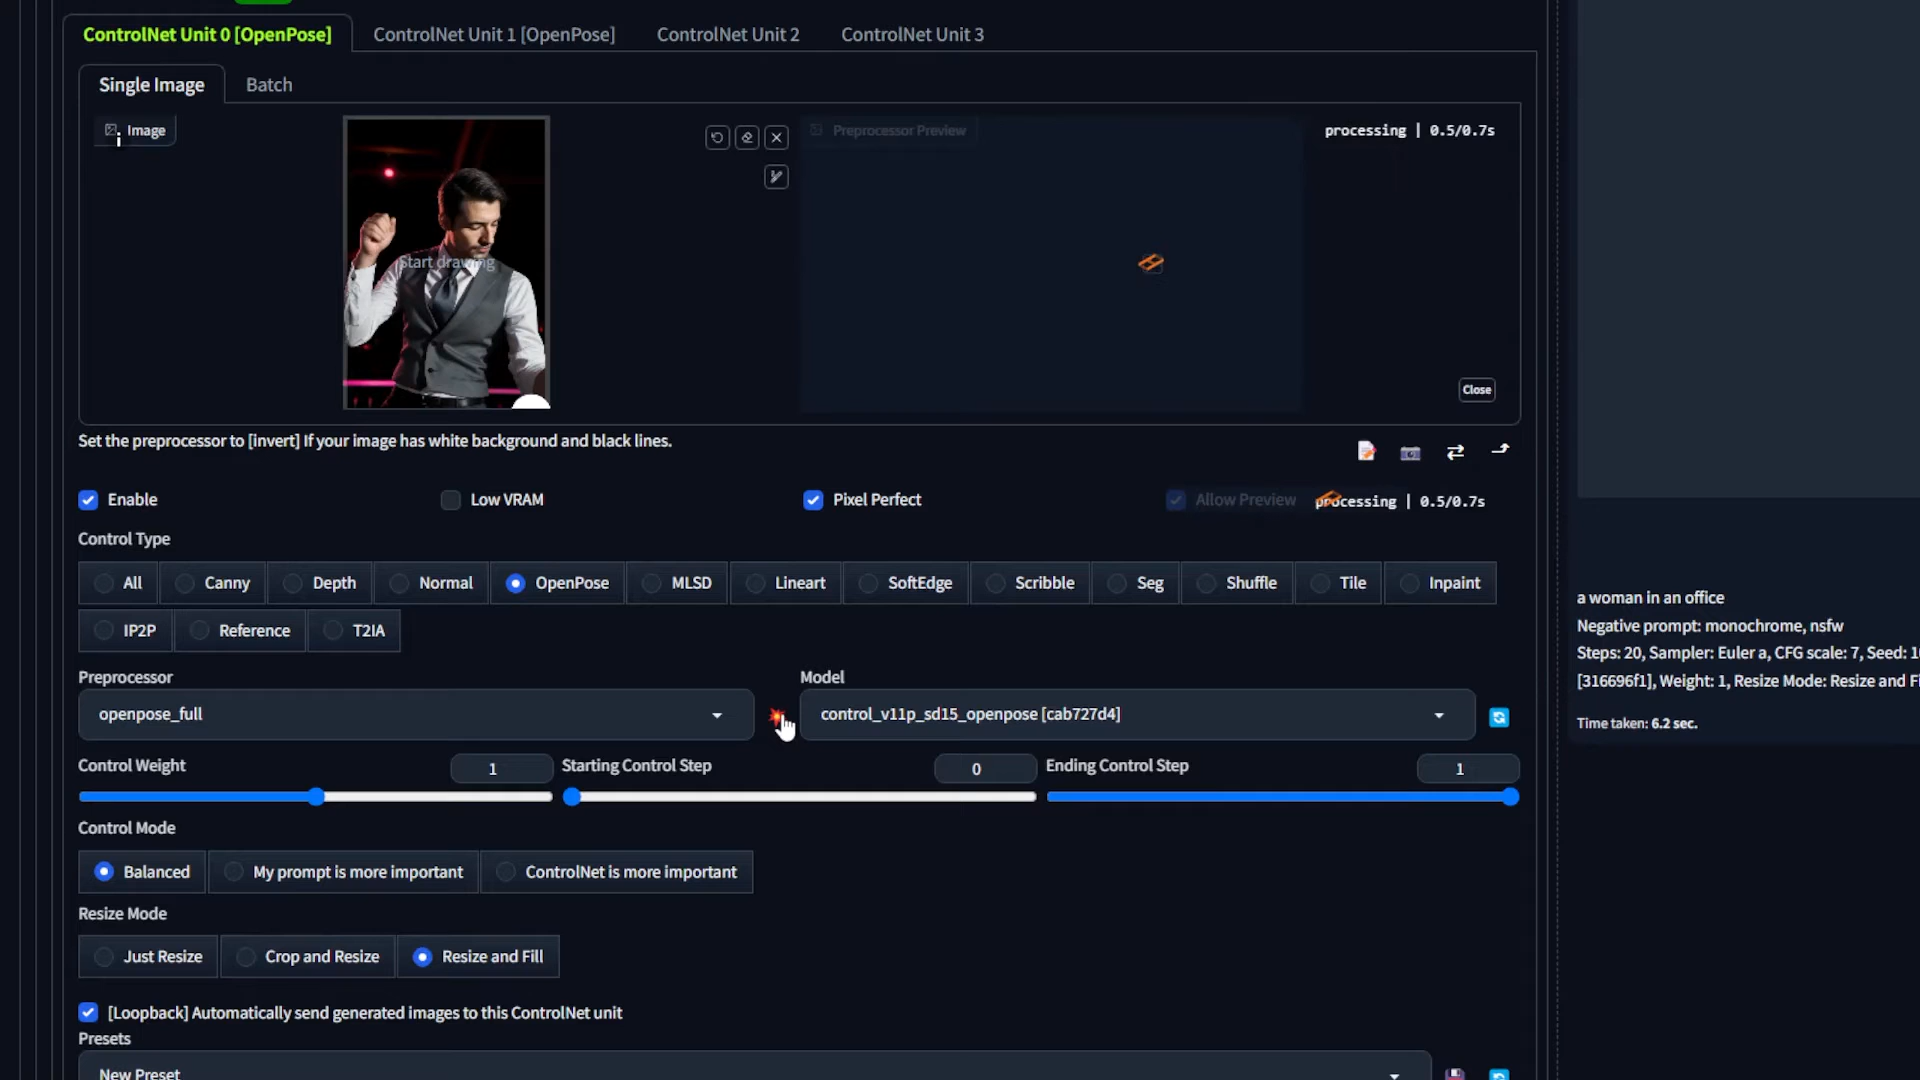 ControlNet Unit 0 [OpenPose] ControlNet Unit 1 [OpenPose] ControlNet Unit 2 ControlNet Unit 3
Single Image Batch
Image
Start drawing
Preprocessor Preview
processing | 0.5/0.7s
Close
Set the preprocessor to [invert] If your image has white background and black lines.
Enable Low VRAM Pixel Perfect Allow Preview processing | 0.5/0.7s
Control Type
All Canny Depth Normal OpenPose MLSD Lineart SoftEdge Scribble Seg Shuffle Tile Inpaint
IP2P Reference T2IA
Preprocessor Model
openpose_full control_v11p_sd15_openpose [cab727d4]
Control Weight 1 Starting Control Step 0 Ending Control Step 1
Control Mode
Balanced My prompt is more important ControlNet is more important
Resize Mode
Just Resize Crop and Resize Resize and Fill
[Loopback] Automatically send generated images to this ControlNet unit
Presets
New Preset
a woman in an office
Negative prompt: monochrome, nsfw
Steps: 20, Sampler: Euler a, CFG scale: 7, Seed:
[316696f1], Weight: 1, Resize Mode: Resize and
Time taken: 6.2 sec.